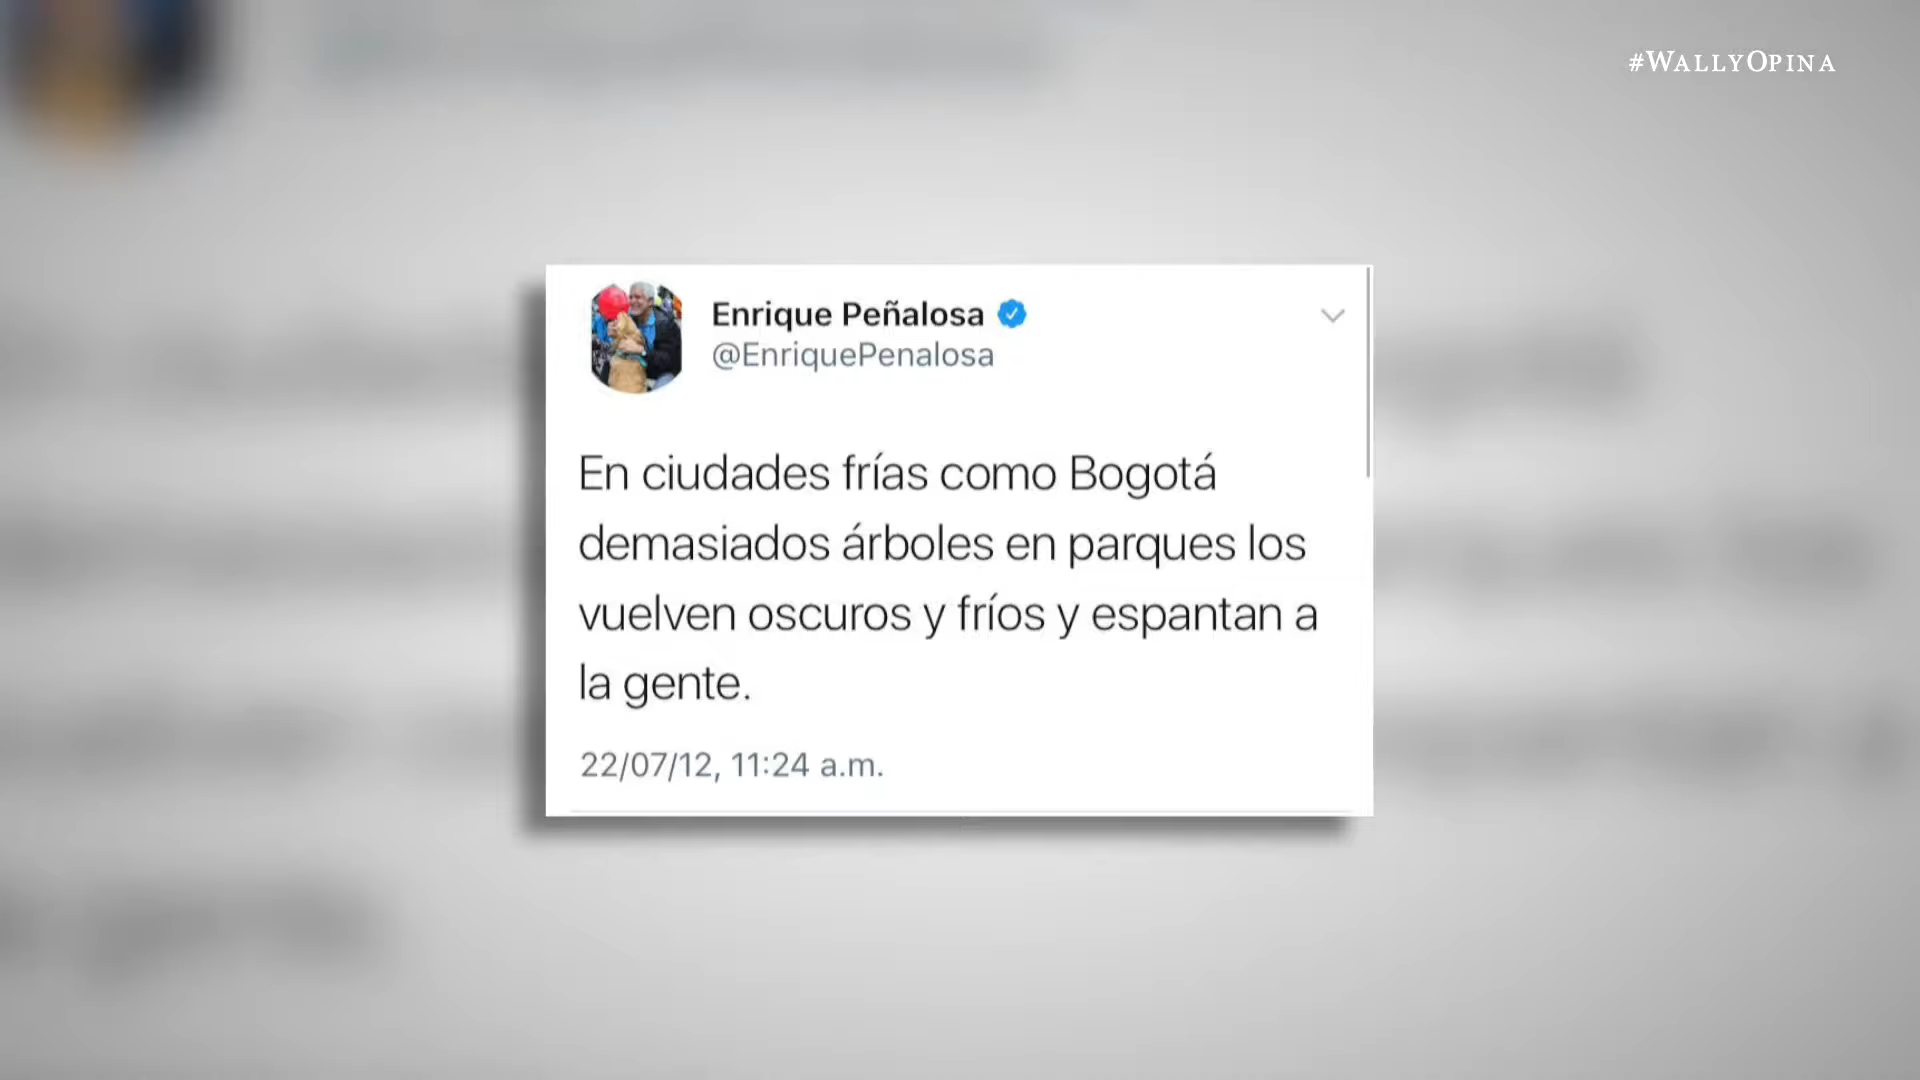 #WALLYOPINA
Enrique Peñalosa
@EnriquePenalosa
En ciudades frías como Bogotá
demasiados árboles en parques los
vuelven oscuros y fríos y espantan a
la gente.
22/07/12, 11:24 a.m.